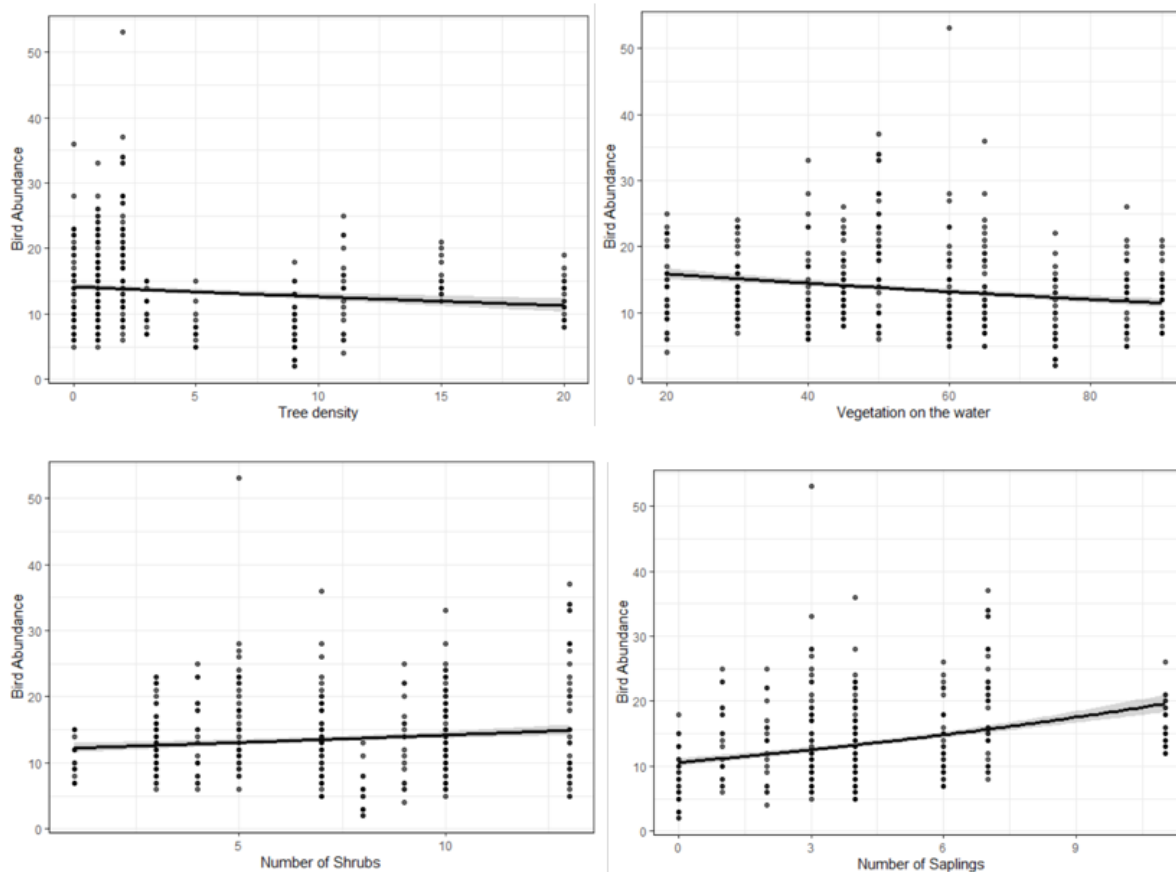 50
40
30
20
10
0
Bird Abundance
0 5 10 15 20
Tree density
50
40
30
20
10
0
Bird Abundance
20 40 60 80
Vegetation on the water
50
40
30
20
10
0
Bird Abundance
5 10
Number of Shrubs
50
40
30
20
10
0
Bird Abundance
0 3 6 9
Number of Saplings